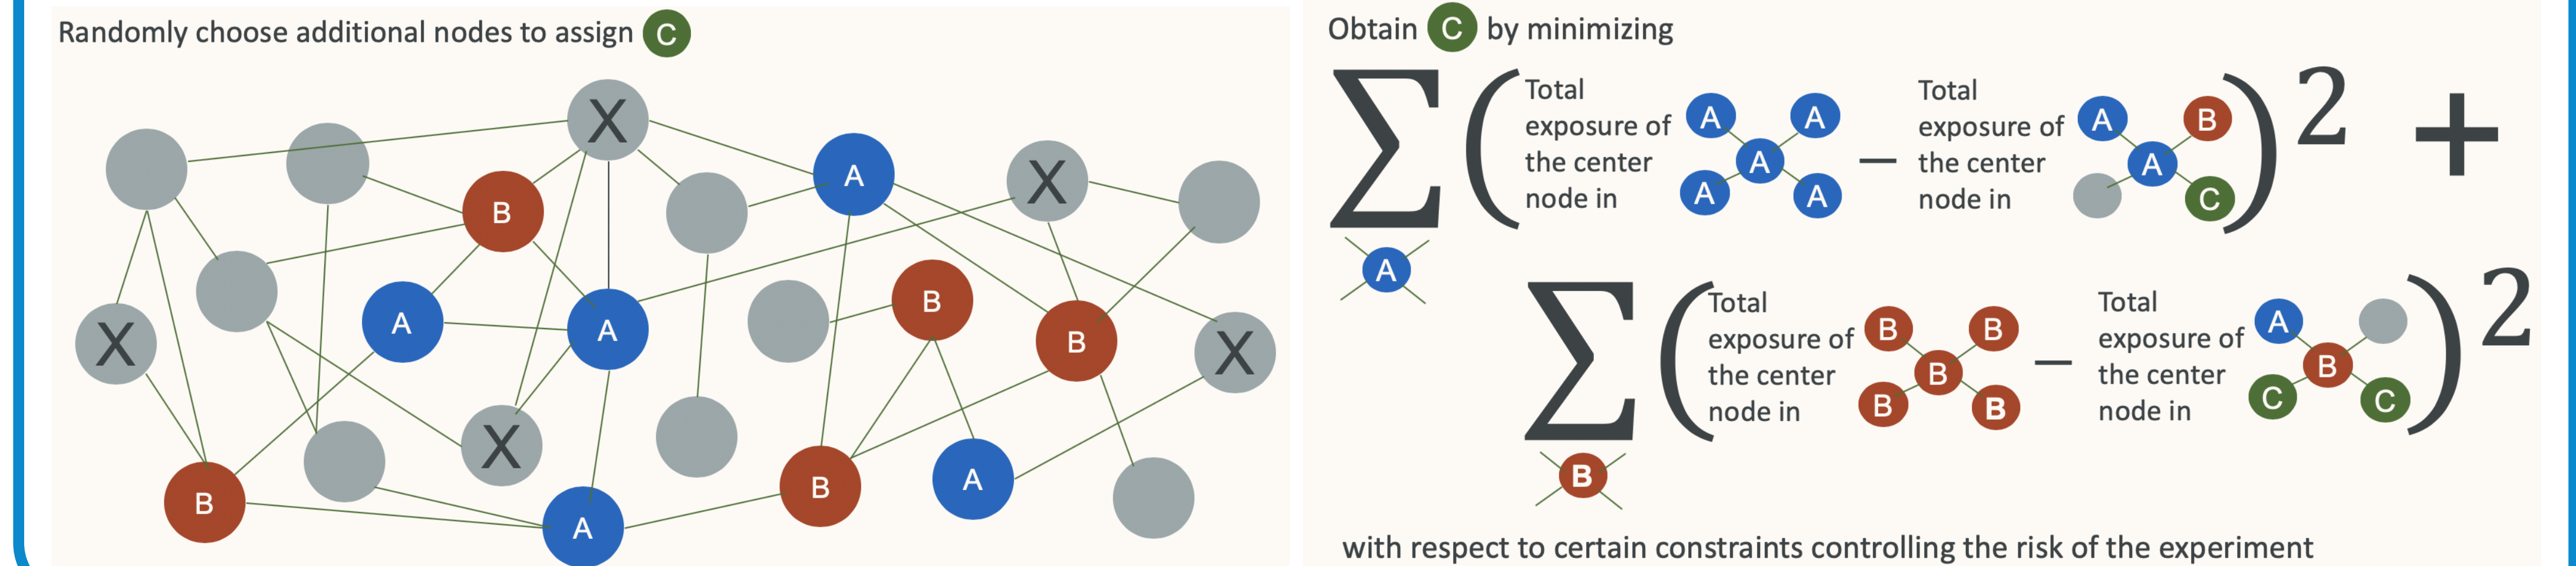 Randomly choose additional nodes to assign C
X
A
X
B
A
B
A
B
X
X
X
B
A
B
A
Obtain C by minimizing
∑ ( Total exposure of the center node in A A A A A − Total exposure of the center node in A B A C ) 2 +
A
∑ ( Total exposure of the center node in B B B B B − Total exposure of the center node in A B C C ) 2
B
with respect to certain constraints controlling the risk of the experiment